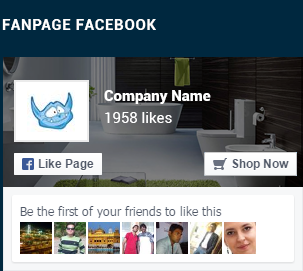 FANPAGE FACEBOOK
Company Name
1958 likes
Like Page
Shop Now
Be the first of your friends to like this